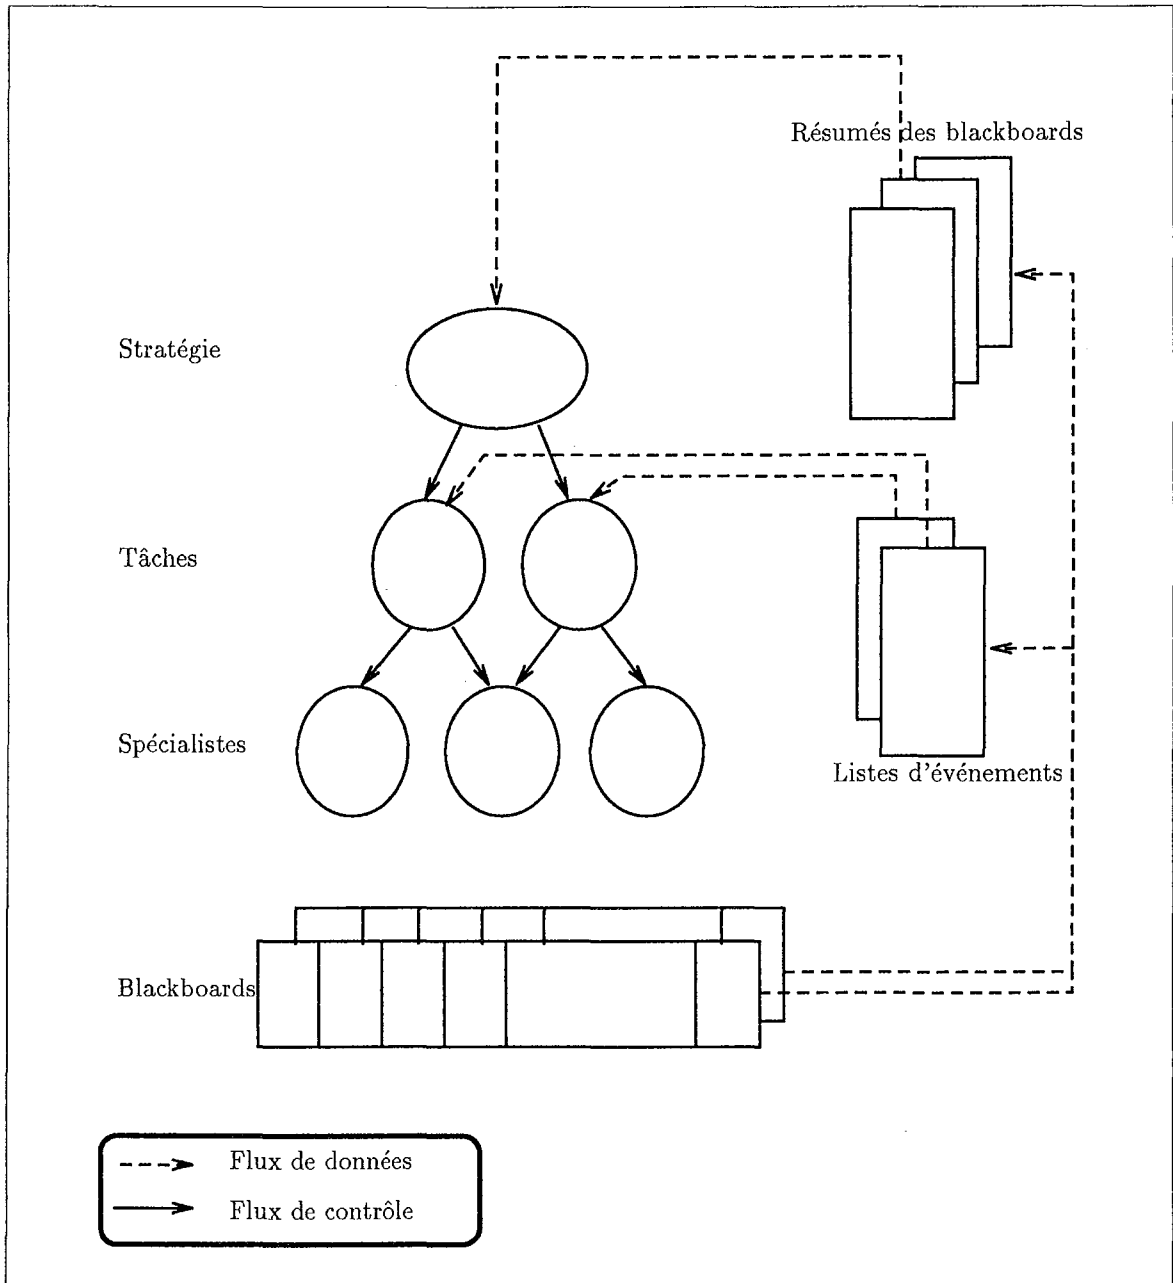 Résumés des blackboards
Stratégie
Tâches
Spécialistes
Listes d'événements
Blackboards
Flux de données
Flux de contrôle